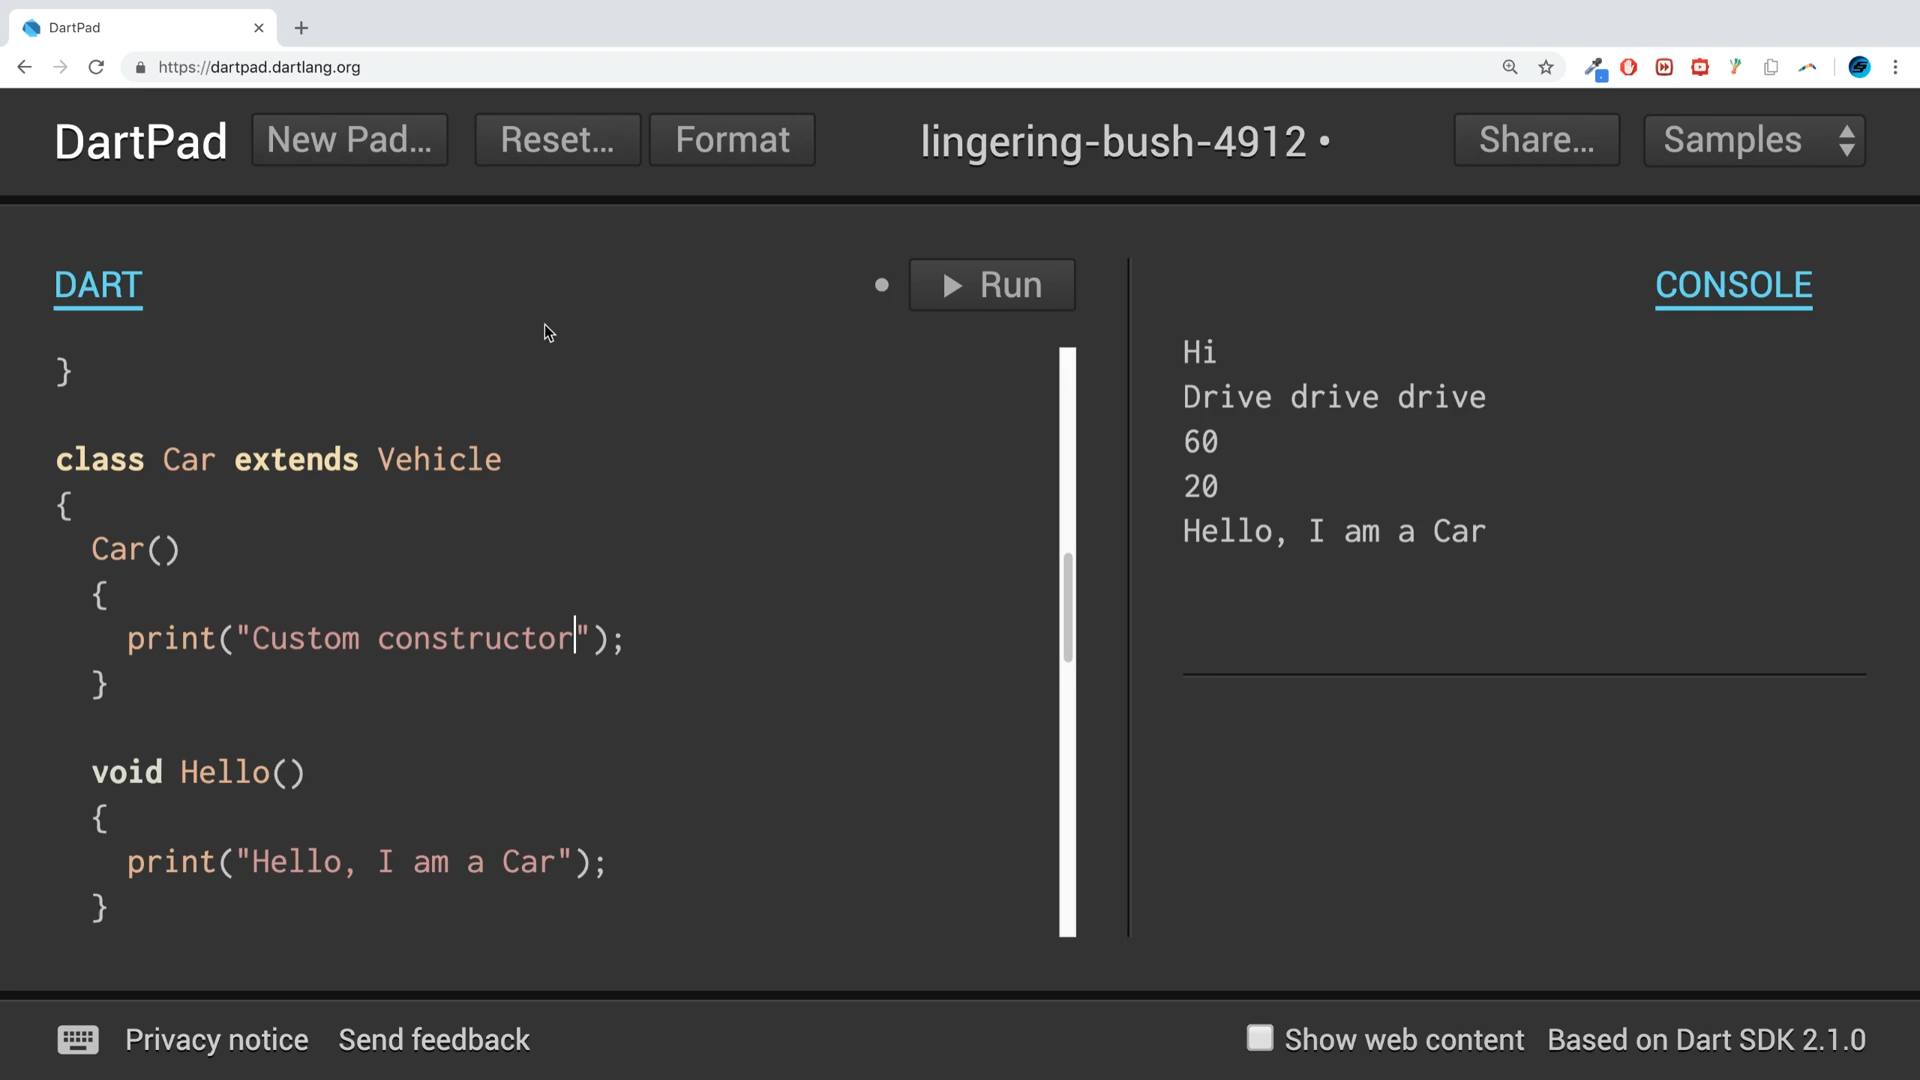 DartPad
https://dartpad.dartlang.org
DartPad New Pad... Reset... Format lingering-bush-4912 • Share... Samples
DART Run CONSOLE
}
class Car extends Vehicle
{
Car()
{
print("Custom constructor");
}
void Hello()
{
print("Hello, I am a Car");
}
Hi
Drive drive drive
60
20
Hello, I am a Car
Privacy notice Send feedback Show web content Based on Dart SDK 2.1.0